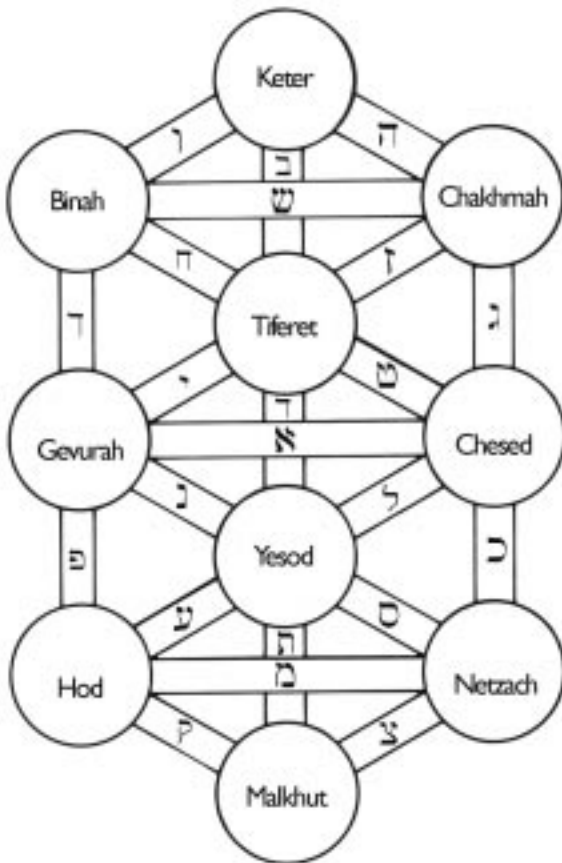 Keter
ו ה
ב
Binah ש Chakhmah
ח ז
ד Tiferet ג
י
ר
Gevurah א Chesed
נ ל
פ Yesod
ע ס
ת
Hod מ Netzach
ק צ
Malkhut